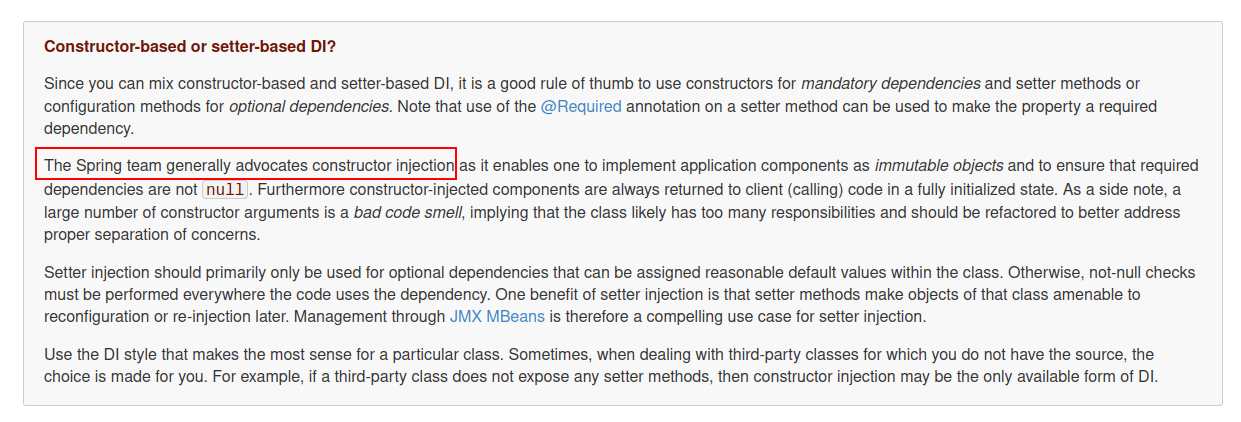 Constructor-based or setter-based DI?
Since you can mix constructor-based and setter-based DI, it is a good rule of thumb to use constructors for mandatory dependencies and setter methods or
configuration methods for optional dependencies. Note that use of the @Required annotation on a setter method can be used to make the property a required
dependency.
The Spring team generally advocates constructor injection as it enables one to implement application components as immutable objects and to ensure that required
dependencies are not null. Furthermore constructor-injected components are always returned to client (calling) code in a fully initialized state. As a side note, a
large number of constructor arguments is a bad code smell, implying that the class likely has too many responsibilities and should be refactored to better address
proper separation of concerns.
Setter injection should primarily only be used for optional dependencies that can be assigned reasonable default values within the class. Otherwise, not-null checks
must be performed everywhere the code uses the dependency. One benefit of setter injection is that setter methods make objects of that class amenable to
reconfiguration or re-injection later. Management through JMX MBeans is therefore a compelling use case for setter injection.
Use the DI style that makes the most sense for a particular class. Sometimes, when dealing with third-party classes for which you do not have the source, the
choice is made for you. For example, if a third-party class does not expose any setter methods, then constructor injection may be the only available form of DI.